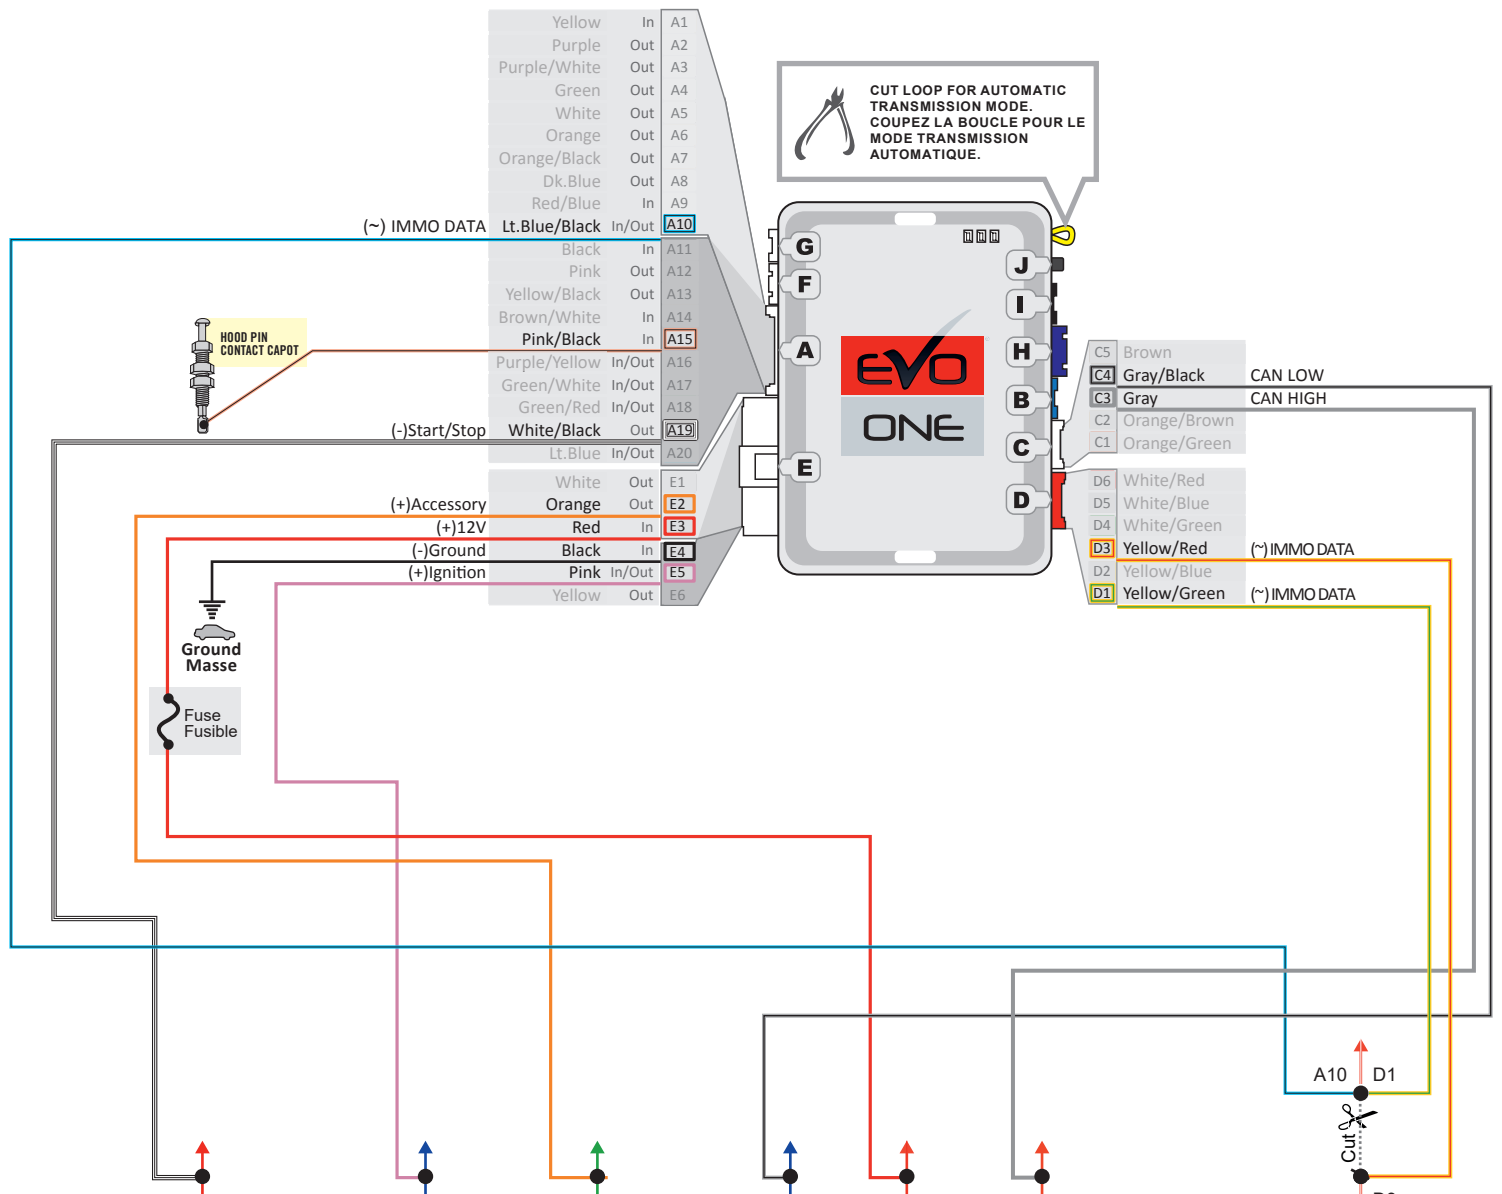 Yellow In A1
Purple Out A2
Purple/White Out A3
Green Out A4
White Out A5
Orange Out A6
Orange/Black Out A7
Dk.Blue Out A8
Red/Blue In A9
(~) IMMO DATA Lt.Blue/Black In/Out A10
Black In A11
Pink Out A12
Yellow/Black Out A13
Brown/White In A14
Pink/Black In A15
Purple/Yellow In/Out A16
Green/White In/Out A17
Green/Red In/Out A18
(-)Start/Stop White/Black Out A19
Lt.Blue In/Out A20
White Out E1
(+)Accessory Orange Out E2
(+)12V Red In E3
(-)Ground Black In E4
(+)Ignition Pink In/Out E5
Yellow Out E6
HOOD PIN
CONTACT CAPOT
Ground
Masse
Fuse
Fusible
CUT LOOP FOR AUTOMATIC
TRANSMISSION MODE.
COUPEZ LA BOUCLE POUR LE
MODE TRANSMISSION
AUTOMATIQUE.
G
F
A
E
J
I
H
B
C
D
EVO
ONE
C5 Brown
C4 Gray/Black CAN LOW
C3 Gray CAN HIGH
C2 Orange/Brown
C1 Orange/Green
D6 White/Red
D5 White/Blue
D4 White/Green
D3 Yellow/Red (~)IMMO DATA
D2 Yellow/Blue
D1 Yellow/Green (~)IMMO DATA
A10 D1
Cut